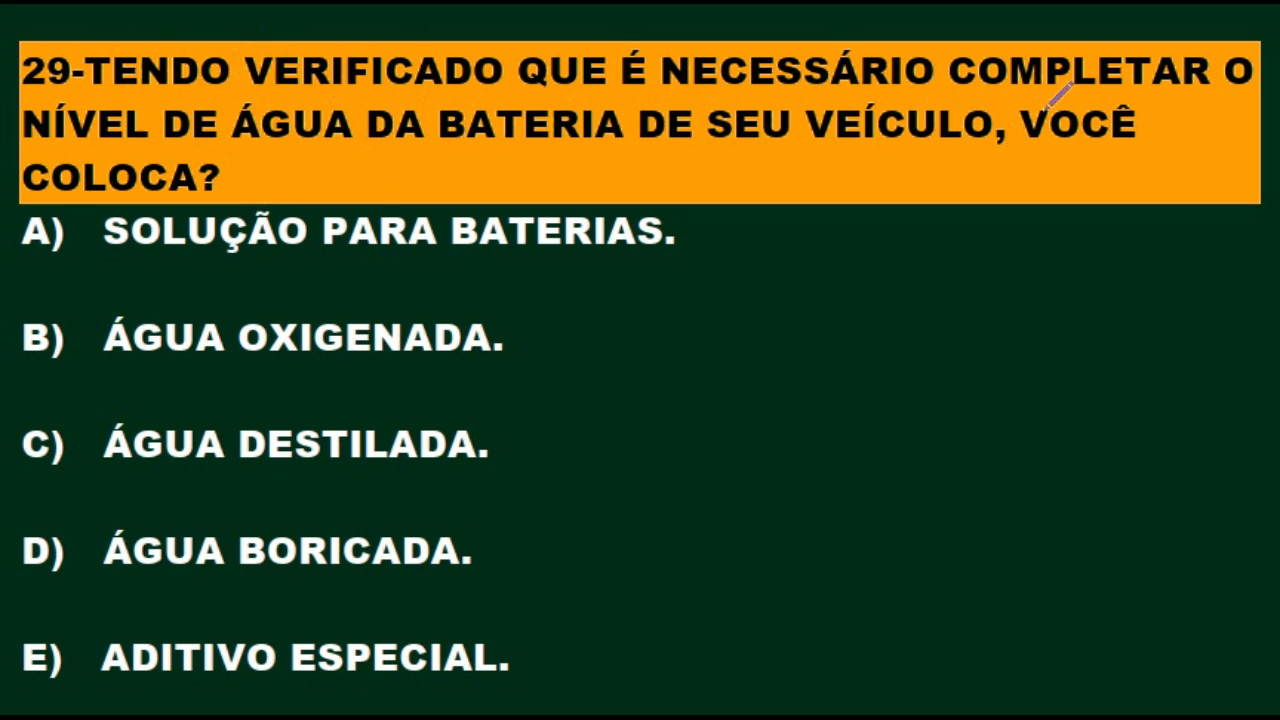 29-TENDO VERIFICADO QUE É NECESSÁRIO COMPLETAR O
NÍVEL DE ÁGUA DA BATERIA DE SEU VEÍCULO, VOCÊ
COLOCA?
A) SOLUÇÃO PARA BATERIAS.
B) ÁGUA OXIGENADA.
C) ÁGUA DESTILADA.
D) ÁGUA BORICADA.
E) ADITIVO ESPECIAL.